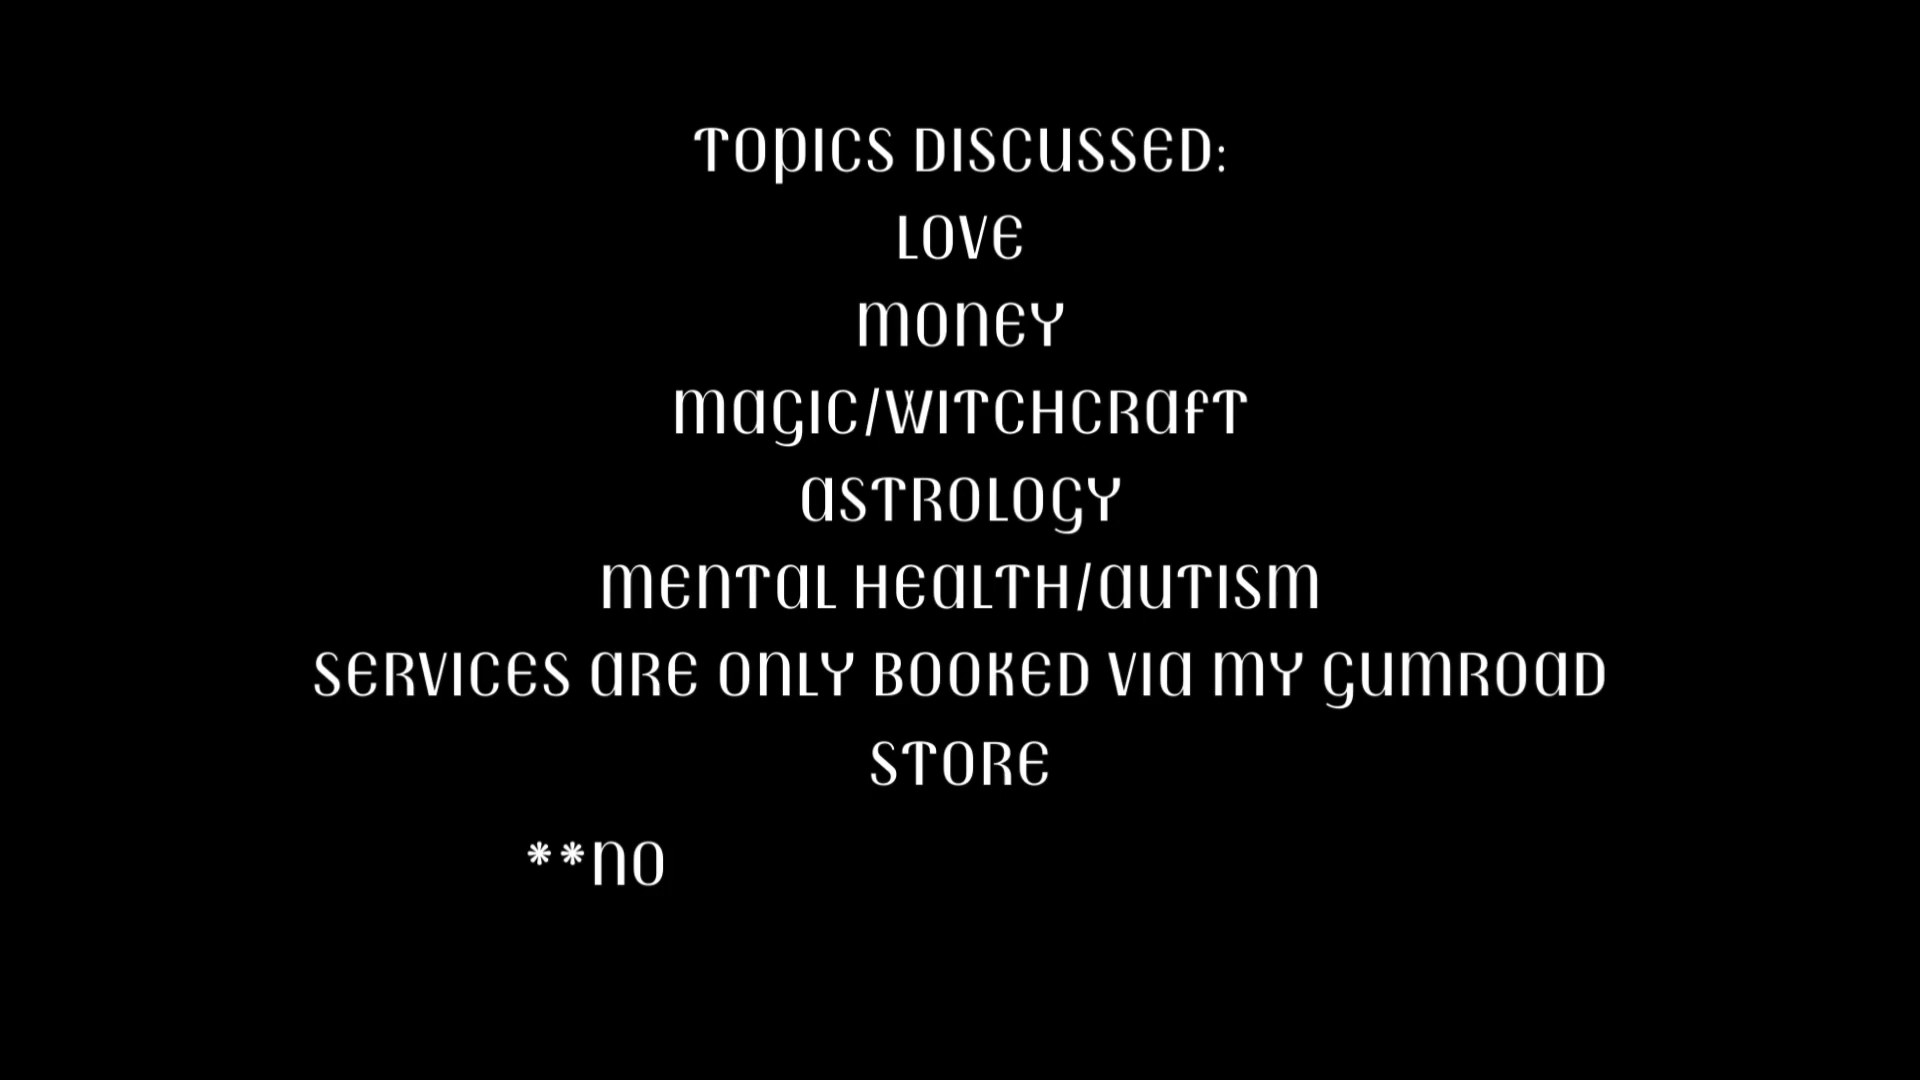 TOPICS DISCUSSED:
LOVE
MONEY
MAGIC/WITCHCRAFT
ASTROLOGY
MENTAL HEALTH/AUTISM
SERVICES ARE ONLY BOOKED VIA MY GUMROAD
STORE
**NO